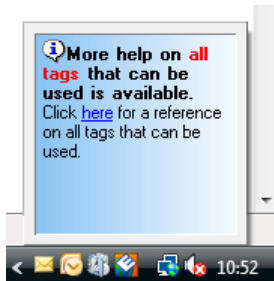 More help on all
tags that can be
used is available.
Click here for a reference
on all tags that can be
used.
10:52